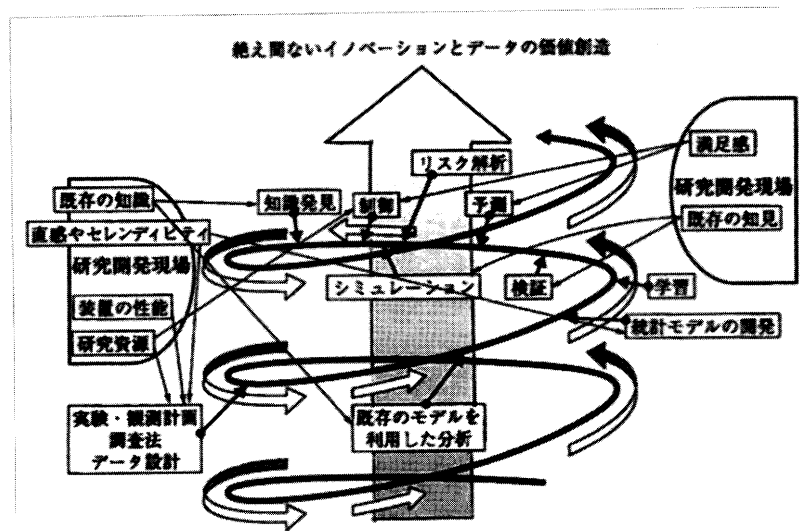 絶え間ないイノベーションとデータの価値創造
リスク解析
満足感
研究開発現場
既存の知識
知識発見
制御
予測
既存の知見
直感やセレンディピティ
研究開発現場
シミュレーション
検証
学習
装置の性能
統計モデルの開発
研究資源
実験・観測計画
調査法
データ設計
既存のモデルを
利用した分析